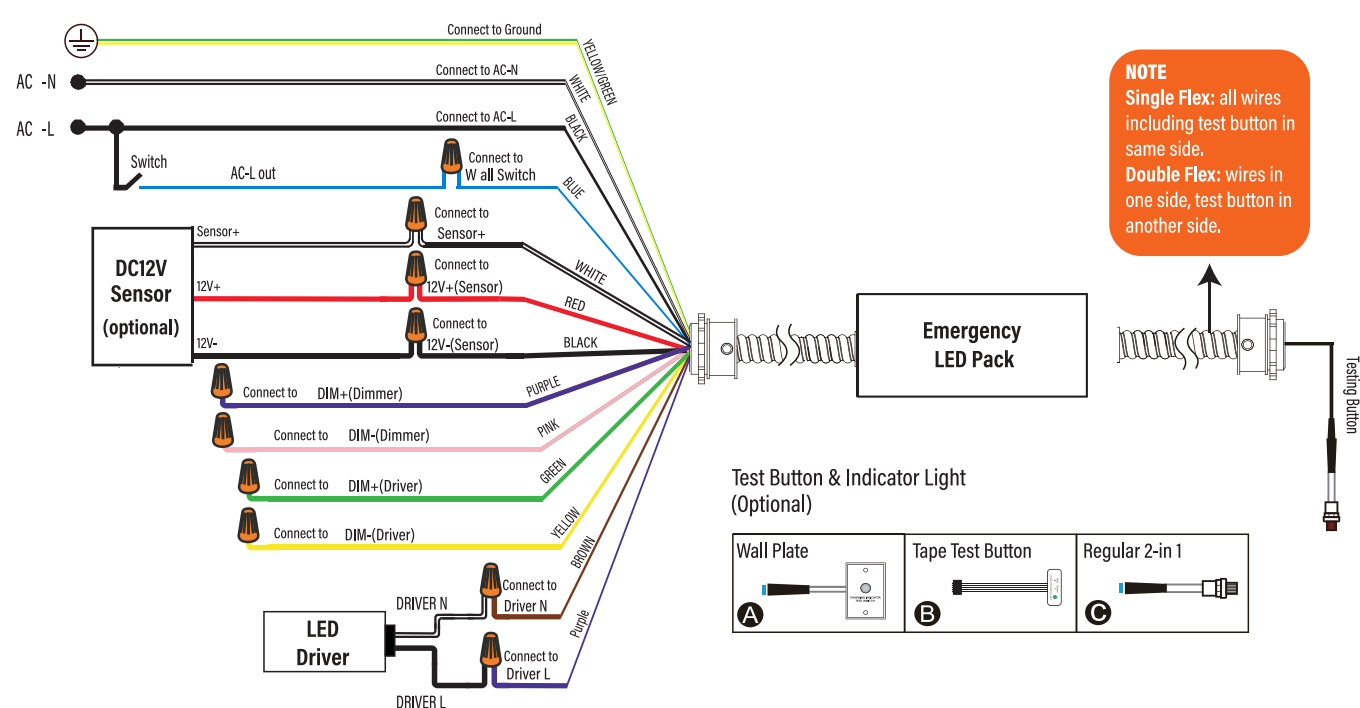 Connect to Ground
YELLOW/GREEN
AC -N
Connect to AC-N
WHITE
AC -L
Connect to AC-L
BLACK
Switch
AC-L out
Connect to
W all Switch
BLUE
DC12V
Sensor
(optional)
Sensor+
Connect to
Sensor+
WHITE
12V+
Connect to
12V+(Sensor)
RED
12V-
Connect to
12V-(Sensor)
BLACK
Connect to DIM+(Dimmer)
PURPLE
Connect to DIM-(Dimmer)
PINK
Connect to DIM+(Driver)
GREEN
Connect to DIM-(Driver)
YELLOW
LED
Driver
DRIVER N
Connect to
Driver N
BROWN
DRIVER L
Connect to
Driver L
Purple
Emergency
LED Pack
NOTE
Single Flex: all wires
including test button in
same side.
Double Flex: wires in
one side, test button in
another side.
Testing Button
Test Button & Indicator Light
(Optional)
Wall Plate
A
Tape Test Button
B
Regular 2-in 1
C